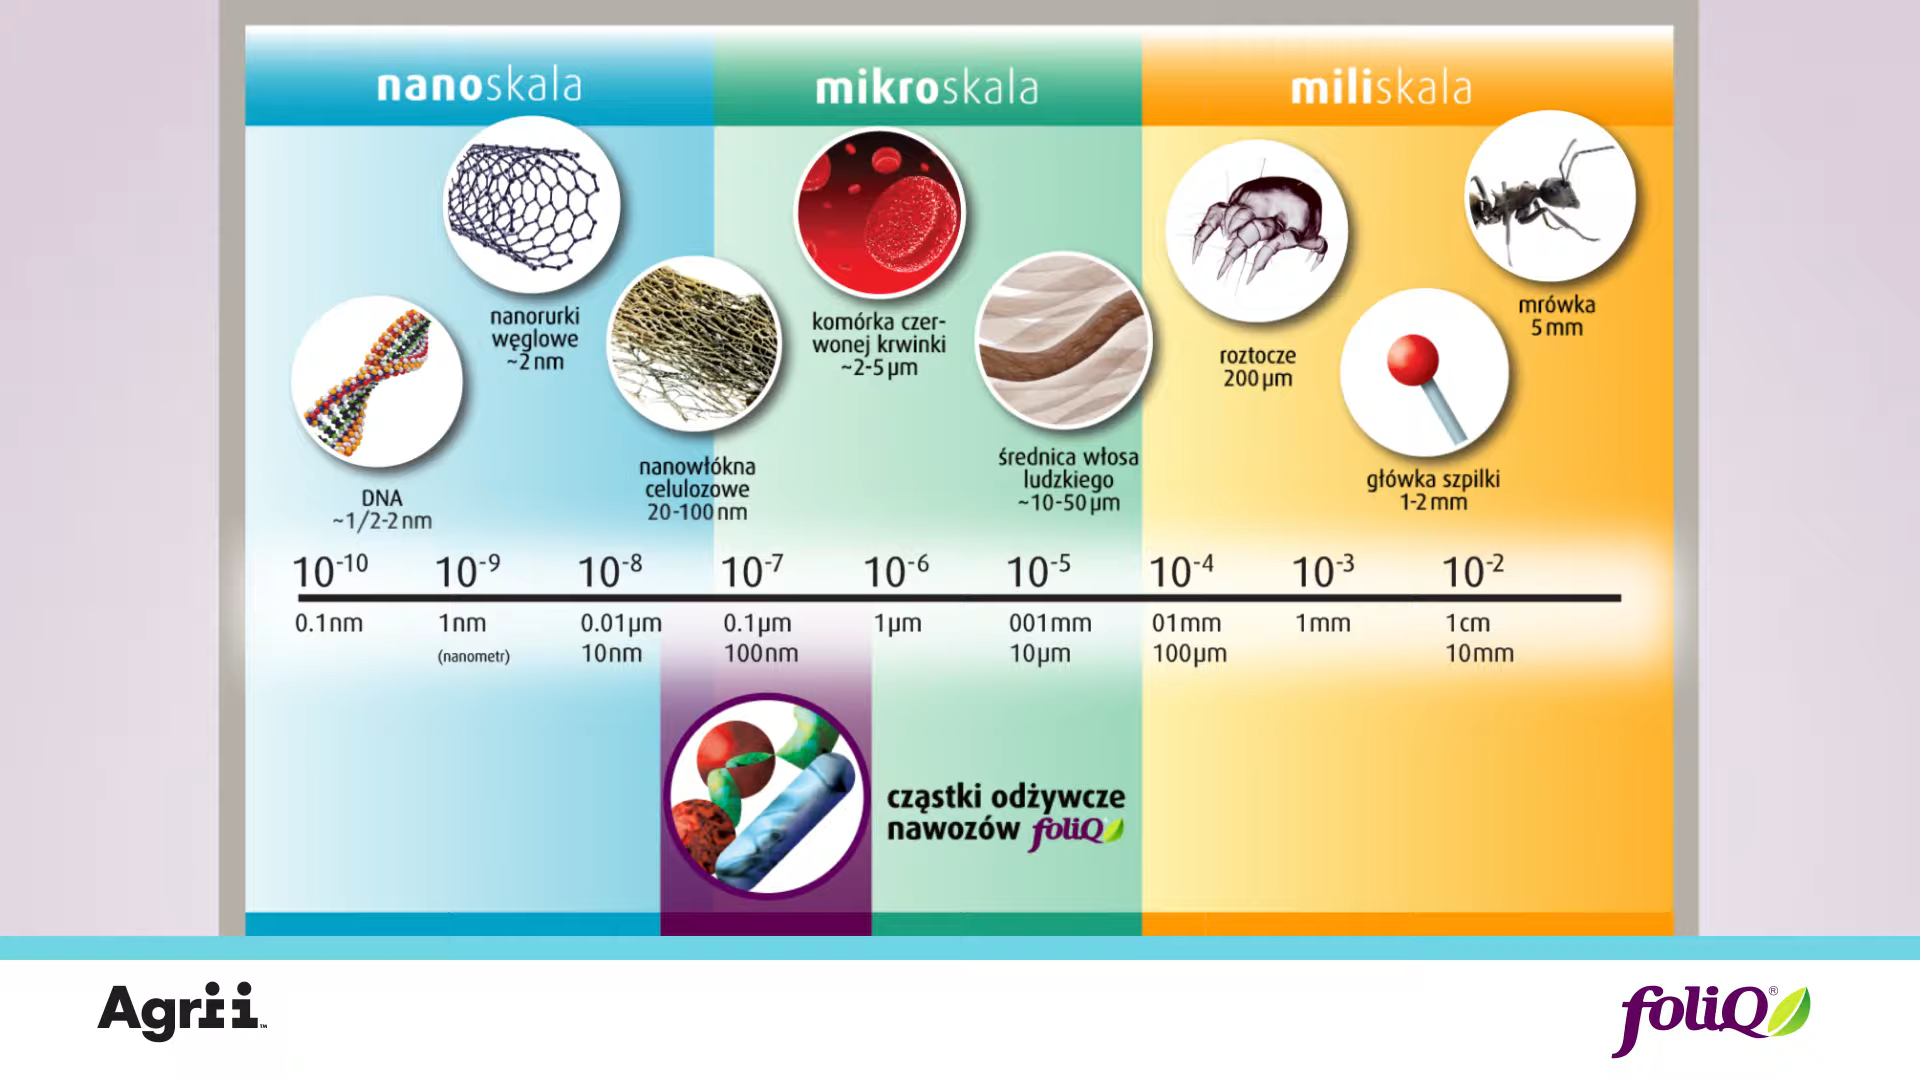 nanoskala
mikroskala
miliskala
nanorurki
węglowe
~2 nm
komórka czer-
wonej krwinki
~2-5 µm
roztocze
200 µm
mrówka
5 mm
DNA
~1/2-2 nm
nanowłókna
celulozowe
20-100 nm
średnica włosa
ludzkiego
~10-50 µm
główka szpilki
1-2 mm
10⁻¹⁰ 10⁻⁹ 10⁻⁸ 10⁻⁷ 10⁻⁶ 10⁻⁵ 10⁻⁴ 10⁻³ 10⁻²
0.1nm 1nm 0.01µm 0.1µm 1µm 001mm 01mm 1mm 1cm
(nanometr) 10nm 100nm 10µm 100µm 10mm
cząstki odżywcze
nawozów foliQ
Agrii™
foliQ®